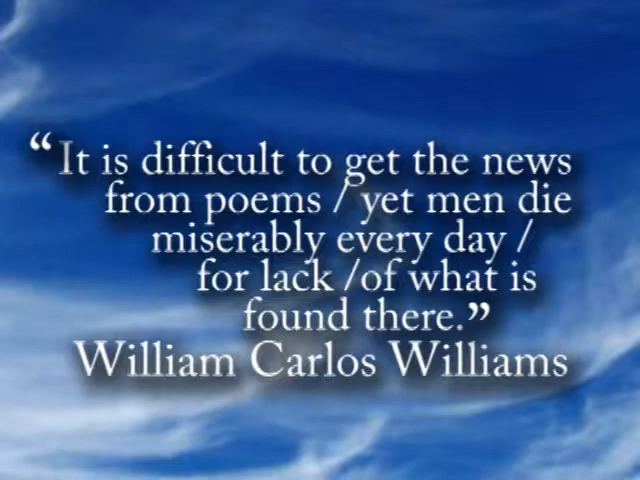 “It is difficult to get the news
from poems / yet men die
miserably every day /
for lack /of what is
found there.”
William Carlos Williams